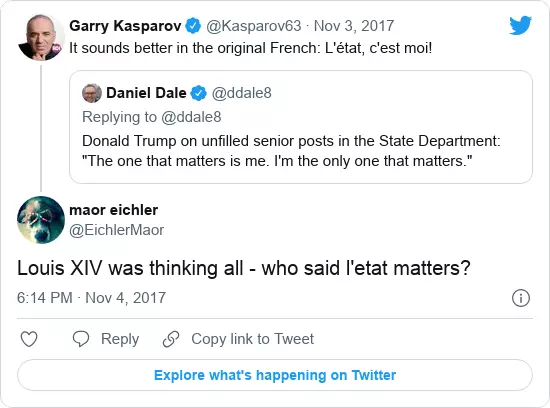 Garry Kasparov @Kasparov63 · Nov 3, 2017
It sounds better in the original French: L'état, c'est moi!
Daniel Dale @ddale8
Replying to @ddale8
Donald Trump on unfilled senior posts in the State Department:
"The one that matters is me. I'm the only one that matters."
maor eichler
@EichlerMaor
Louis XIV was thinking all - who said l'etat matters?
6:14 PM · Nov 4, 2017
Reply
Copy link to Tweet
Explore what's happening on Twitter